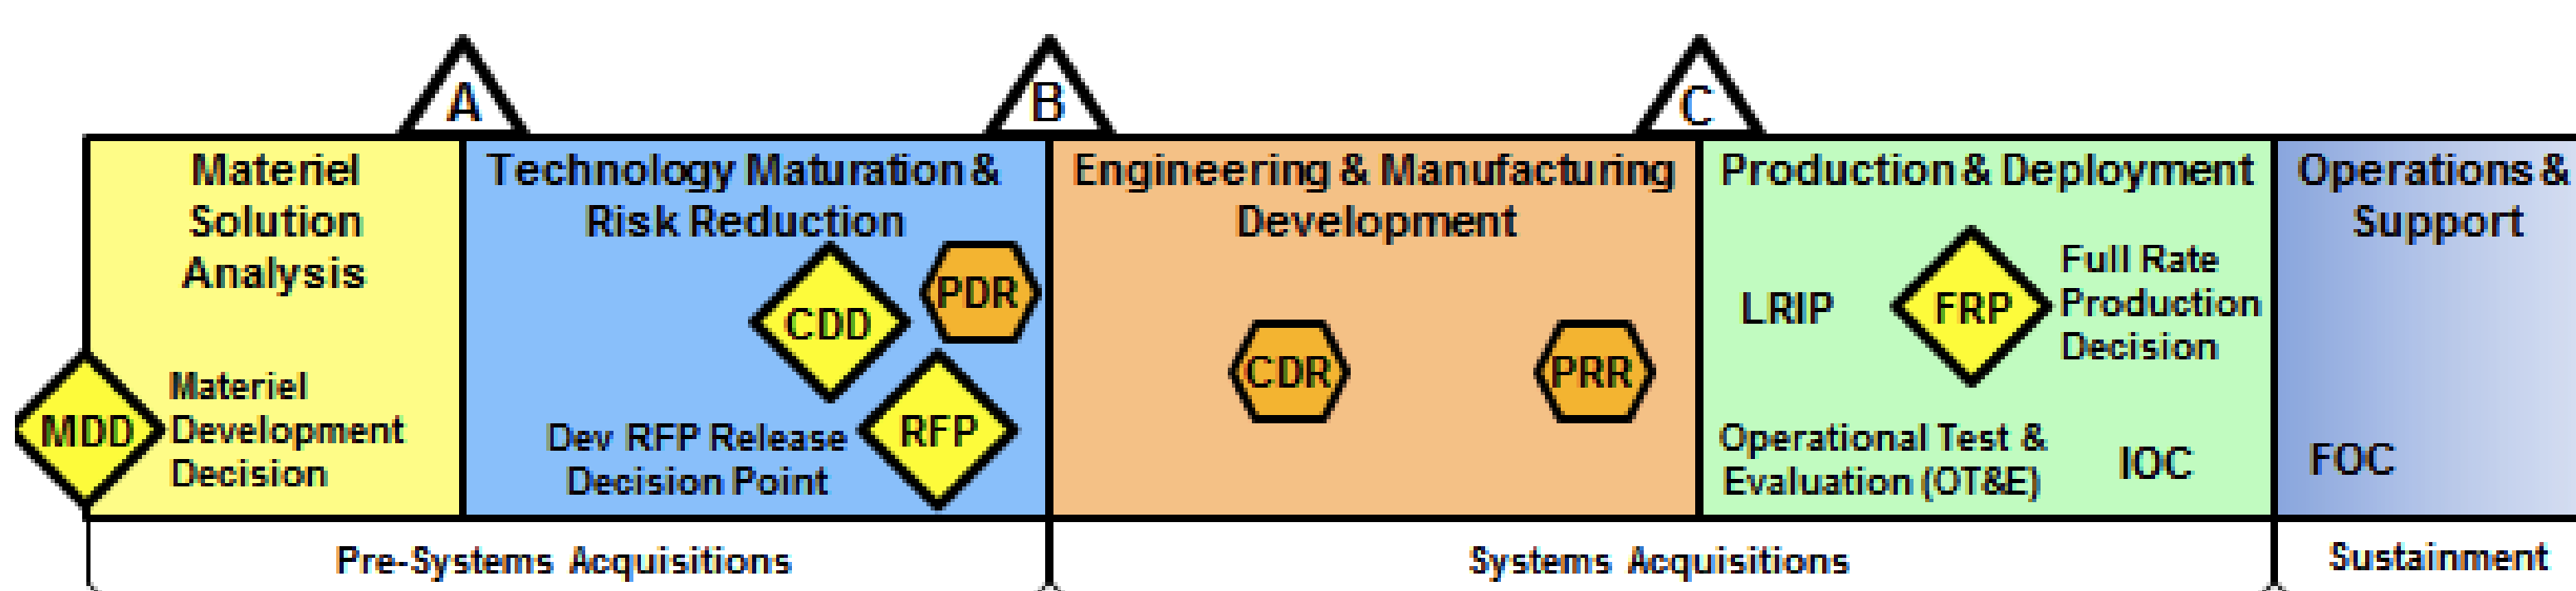 A
B
C
Materiel
Solution
Analysis
MDD
Materiel
Development
Decision
Technology Maturation &
Risk Reduction
CDD
PDR
Dev RFP Release
Decision Point
RFP
Engineering & Manufacturing
Development
CDR
PRR
Production & Deployment
LRIP
FRP
Full Rate
Production
Decision
Operational Test &
Evaluation (OT&E)
IOC
Operations &
Support
FOC
Pre-Systems Acquisitions
Systems Acquisitions
Sustainment